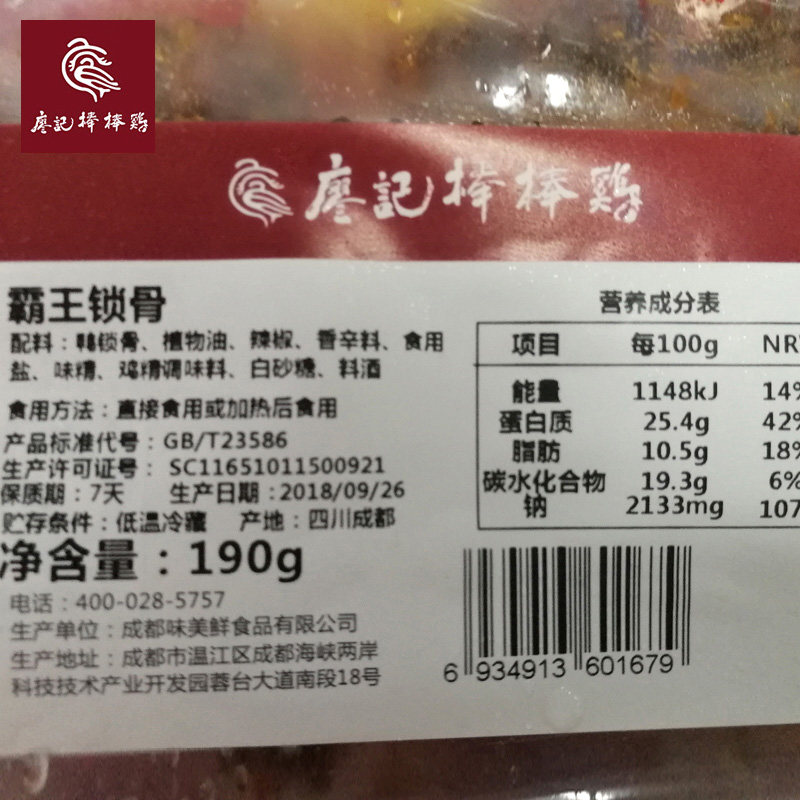 廖記棒棒鷄
廖記棒棒鷄
霸王锁骨
配料：鸭锁骨、植物油、辣椒、香辛料、食用
盐、味精、鸡精调味料、白砂糖、料酒
食用方法：直接食用或加热后食用
产品标准代号：GB/T23586
生产许可证号：SC11651011500921
保质期：7天 生产日期：2018/09/26
贮存条件：低温冷藏 产地：四川成都
净含量：190g
电话：400-028-5757
生产单位：成都味美鲜食品有限公司
生产地址：成都市温江区成都海峡两岸
科技技术产业开发园蓉台大道南段18号
营养成分表
项目 每100g NRV
能量 1148kJ 14%
蛋白质 25.4g 42%
脂肪 10.5g 18%
碳水化合物 19.3g 6%
钠 2133mg 107
6 934913 601679